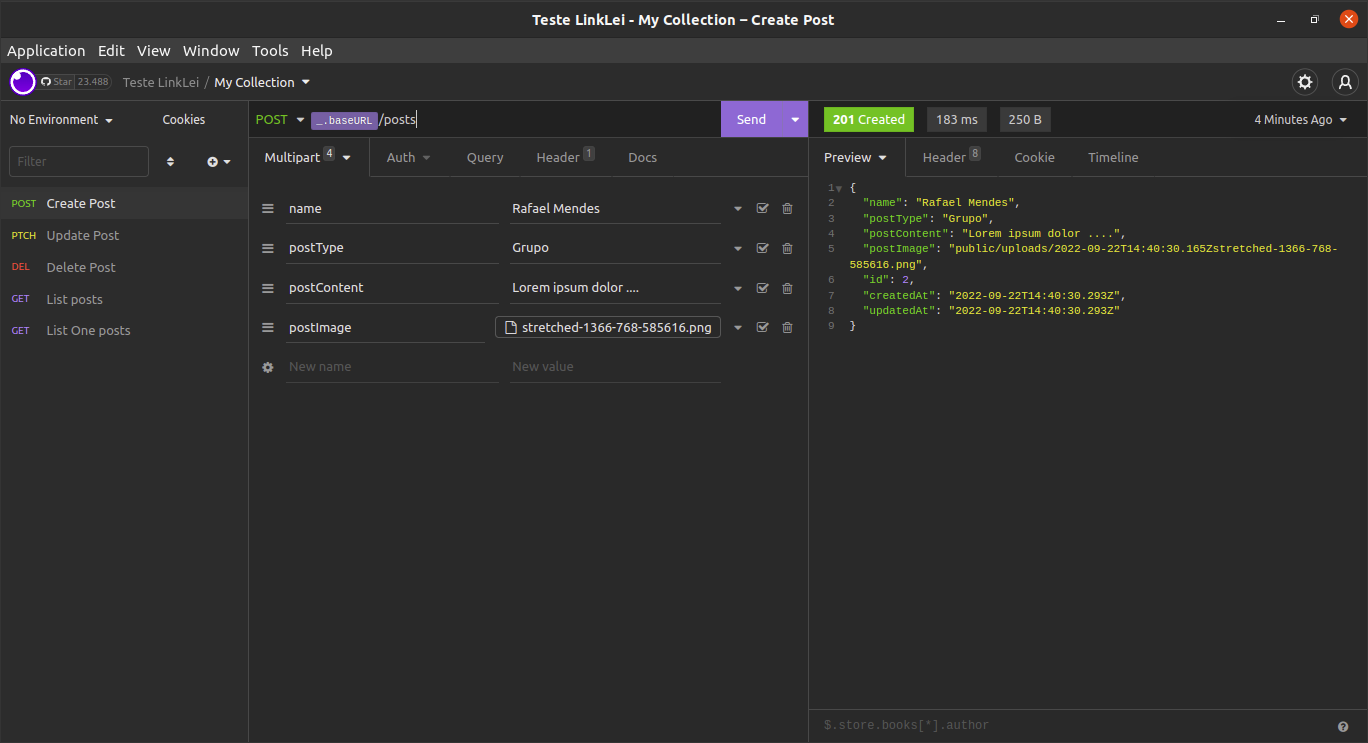 Teste LinkLei - My Collection – Create Post
Application Edit View Window Tools Help
Star 23.488 Teste LinkLei / My Collection
No Environment Cookies
Filter
POST Create Post
PTCH Update Post
DEL Delete Post
GET List posts
GET List One posts
POST _.baseURL /posts Send
Multipart 4 Auth Query Header 1 Docs
name Rafael Mendes
postType Grupo
postContent Lorem ipsum dolor ....
postImage stretched-1366-768-585616.png
New name New value
201 Created 183 ms 250 B 4 Minutes Ago
Preview Header 8 Cookie Timeline
1 {
2 "name": "Rafael Mendes",
3 "postType": "Grupo",
4 "postContent": "Lorem ipsum dolor ....",
5 "postImage": "public/uploads/2022-09-22T14:40:30.165Zstretched-1366-768-
585616.png",
6 "id": 2,
7 "createdAt": "2022-09-22T14:40:30.293Z",
8 "updatedAt": "2022-09-22T14:40:30.293Z"
9 }
$.store.books[*].author